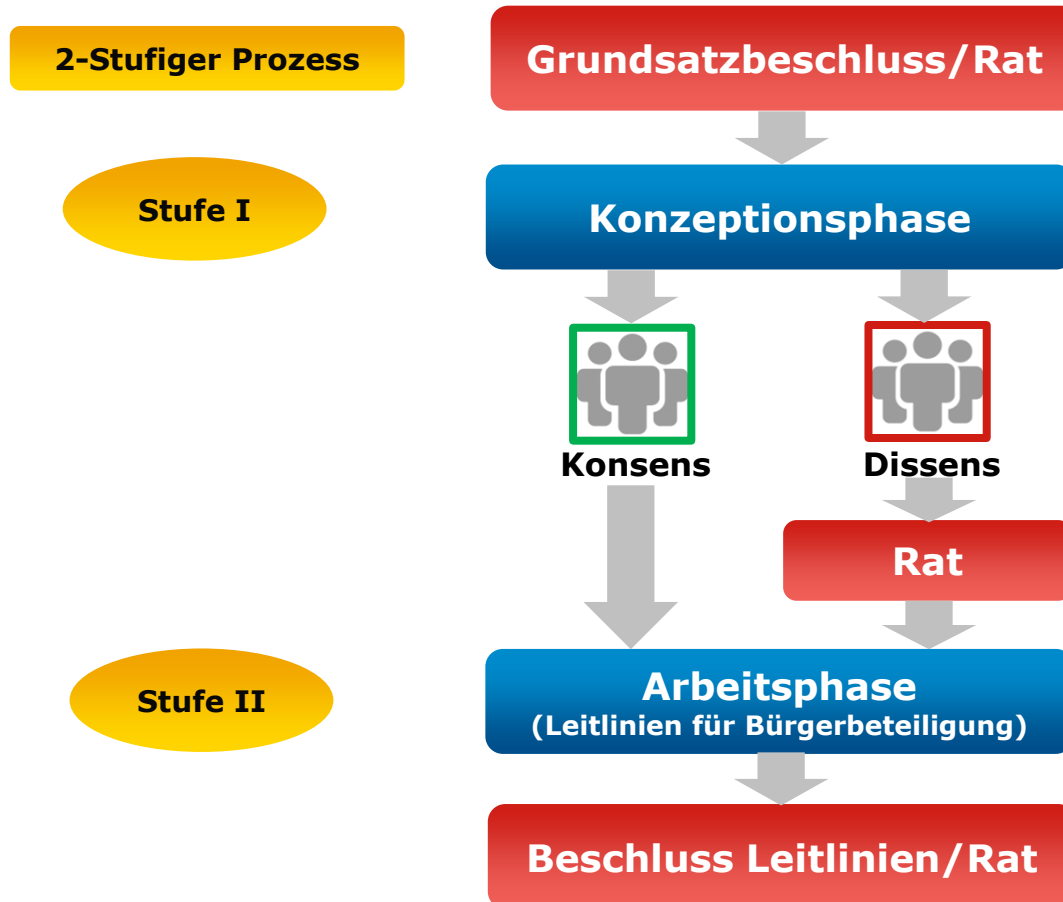 2-Stufiger Prozess
Grundsatzbeschluss/Rat
Stufe I
Konzeptionsphase
Konsens
Dissens
Rat
Stufe II
Arbeitsphase
(Leitlinien für Bürgerbeteiligung)
Beschluss Leitlinien/Rat